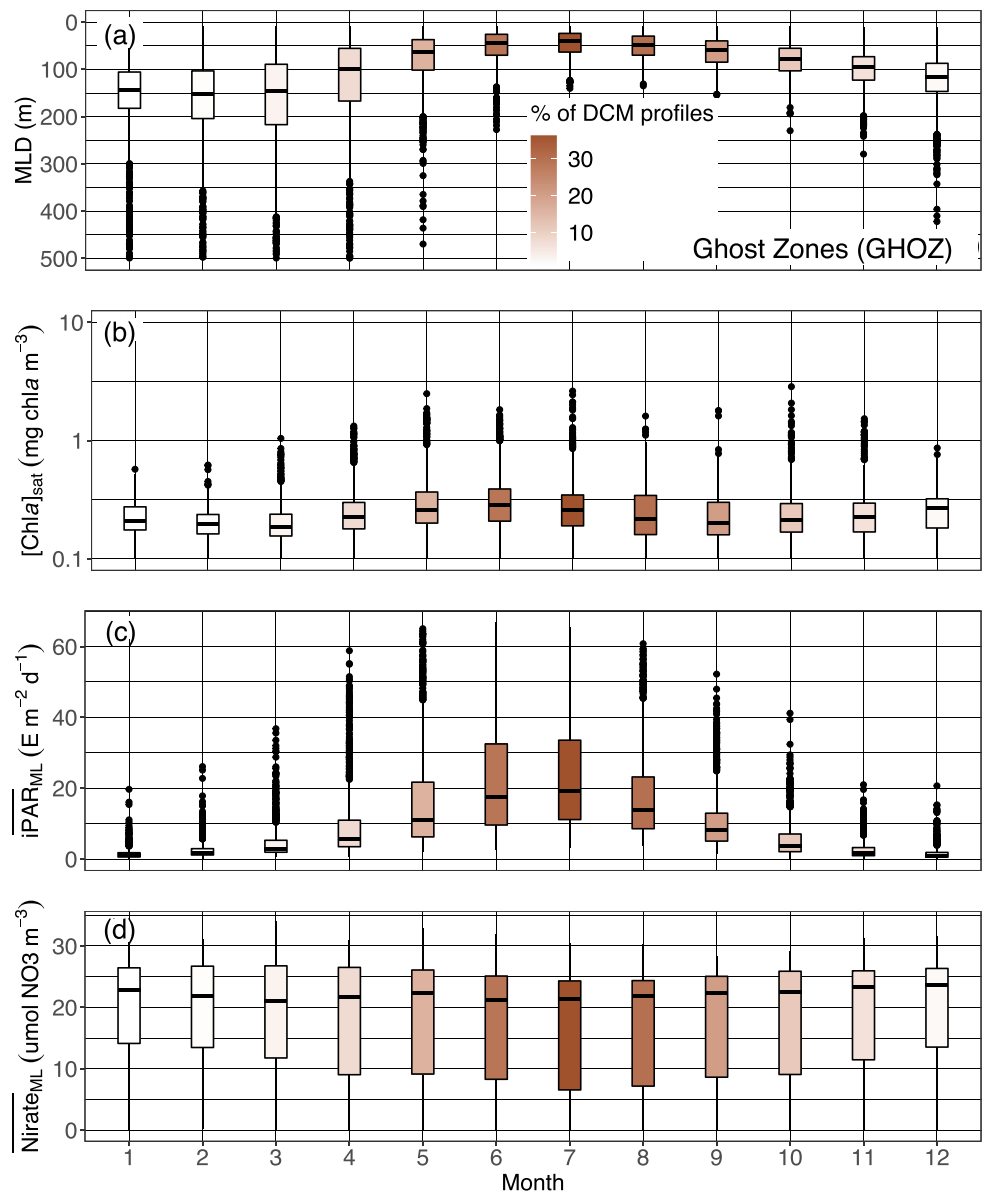 (a)
0
100
200
300
400
500
MLD (m)
% of DCM profiles
30
20
10
Ghost Zones (GHOZ)
(b)
10
1
0.1
[Chla]sat (mg chla m−3)
(c)
60
40
20
0
iPARML (E m−2 d−1)
(d)
30
20
10
0
NirateML (umol NO3 m−3)
1 2 3 4 5 6 7 8 9 10 11 12
Month